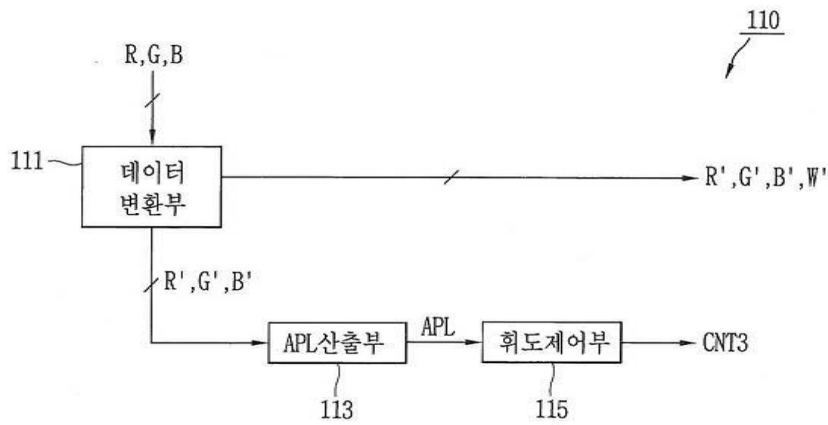 110
R,G,B
111
데이터
변환부
R',G',B',W'
R',G',B'
APL산출부
APL
휘도제어부
CNT3
113
115